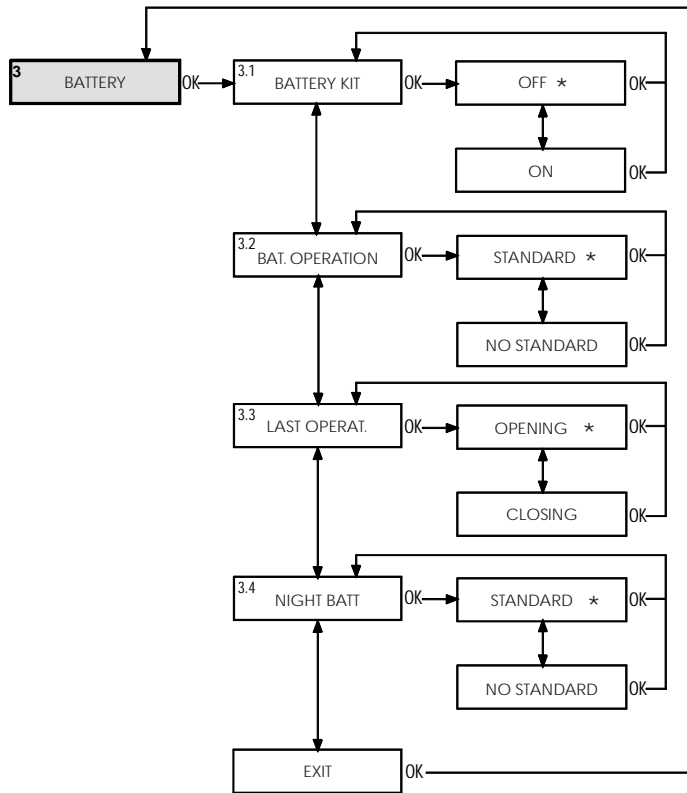 3
BATTERY
OK
3.1
BATTERY KIT
OK
OFF *
OK
ON
OK
3.2
BAT. OPERATION
OK
STANDARD *
OK
NO STANDARD
OK
3.3
LAST OPERAT.
OK
OPENING *
OK
CLOSING
OK
3.4
NIGHT BATT
OK
STANDARD *
OK
NO STANDARD
OK
EXIT
OK